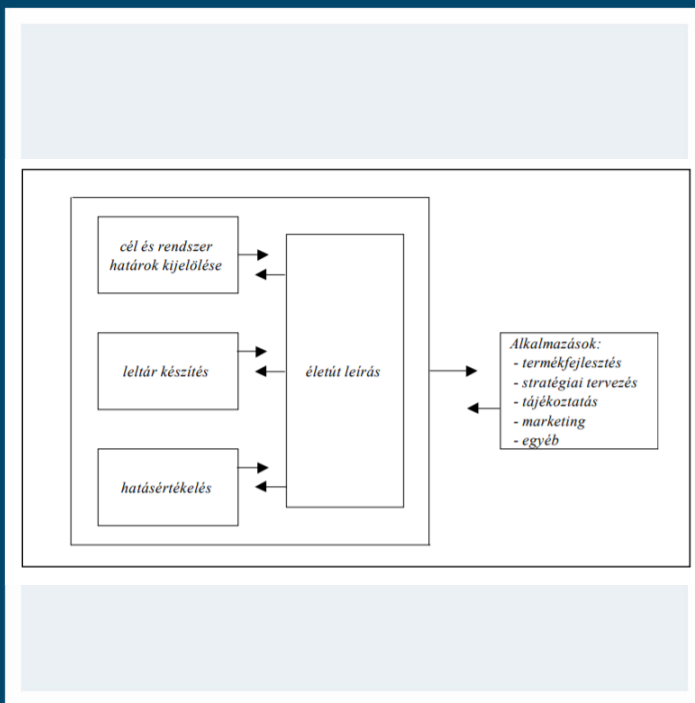 cél és rendszer
határok kijelölése
leltár készítés
hatásértékelés
életút leírás
Alkalmazások:
- termékfejlesztés
- stratégiai tervezés
- tájékoztatás
- marketing
- egyéb